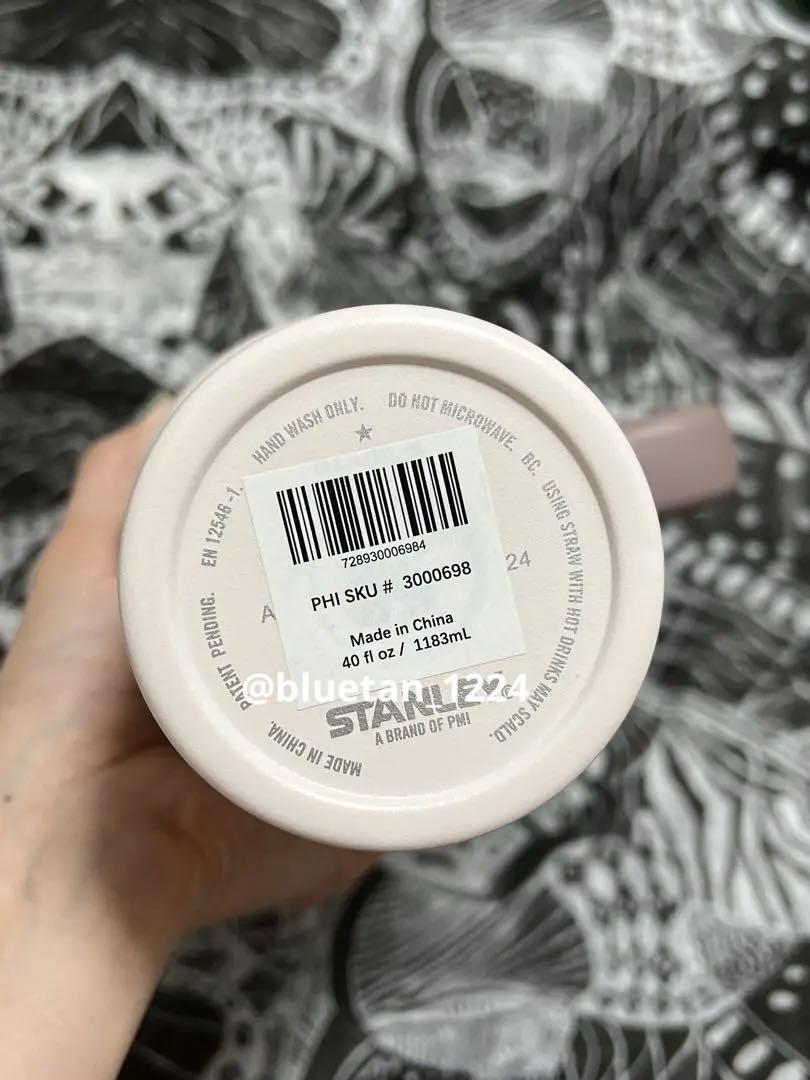 HAND WASH ONLY. DO NOT MICROWAVE. BC. USING STRAW WITH HOT DRINKS MAY SCALD.
EN 12546 -1.
PATENT PENDING.
MADE IN CHINA.
728930006984
PHI SKU # 3000698
A
24
Made in China
40 fl oz / 1183mL
@bluetan_1224
STANLEY®
A BRAND OF PMI